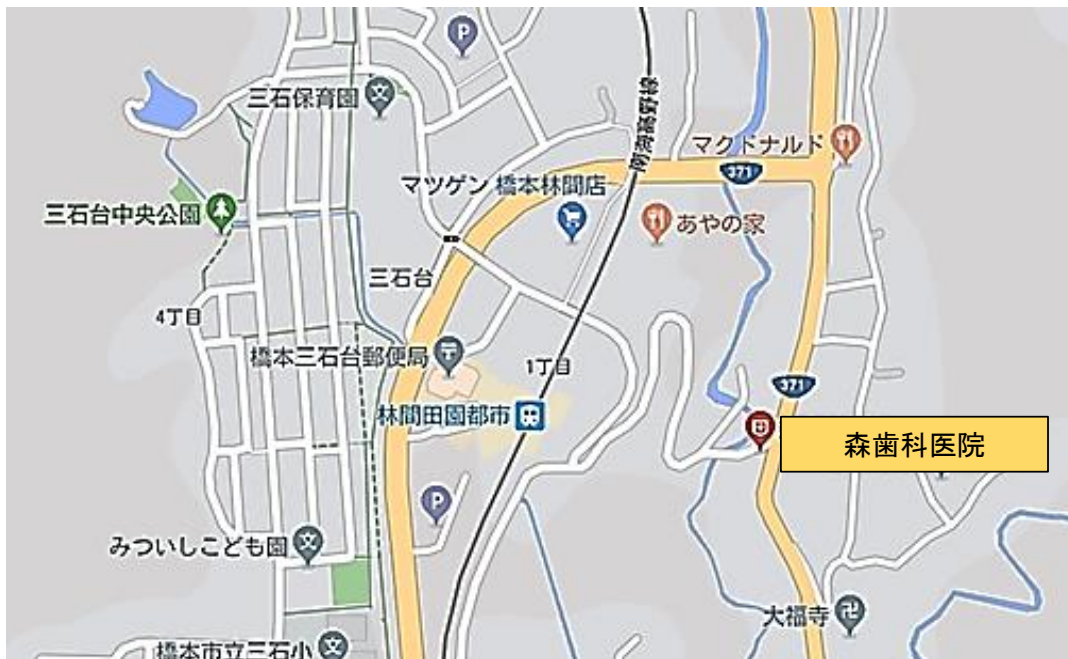 P
三石保育園
文
南海高野線
マクドナルド
371
マツゲン 橋本林間店
三石台中央公園
あやの家
三石台
4丁目
橋本三石台郵便局
〒
1丁目
371
林間田園都市
森歯科医院
P
みついしこども園
文
大福寺
卍
橋本市立三石小
文